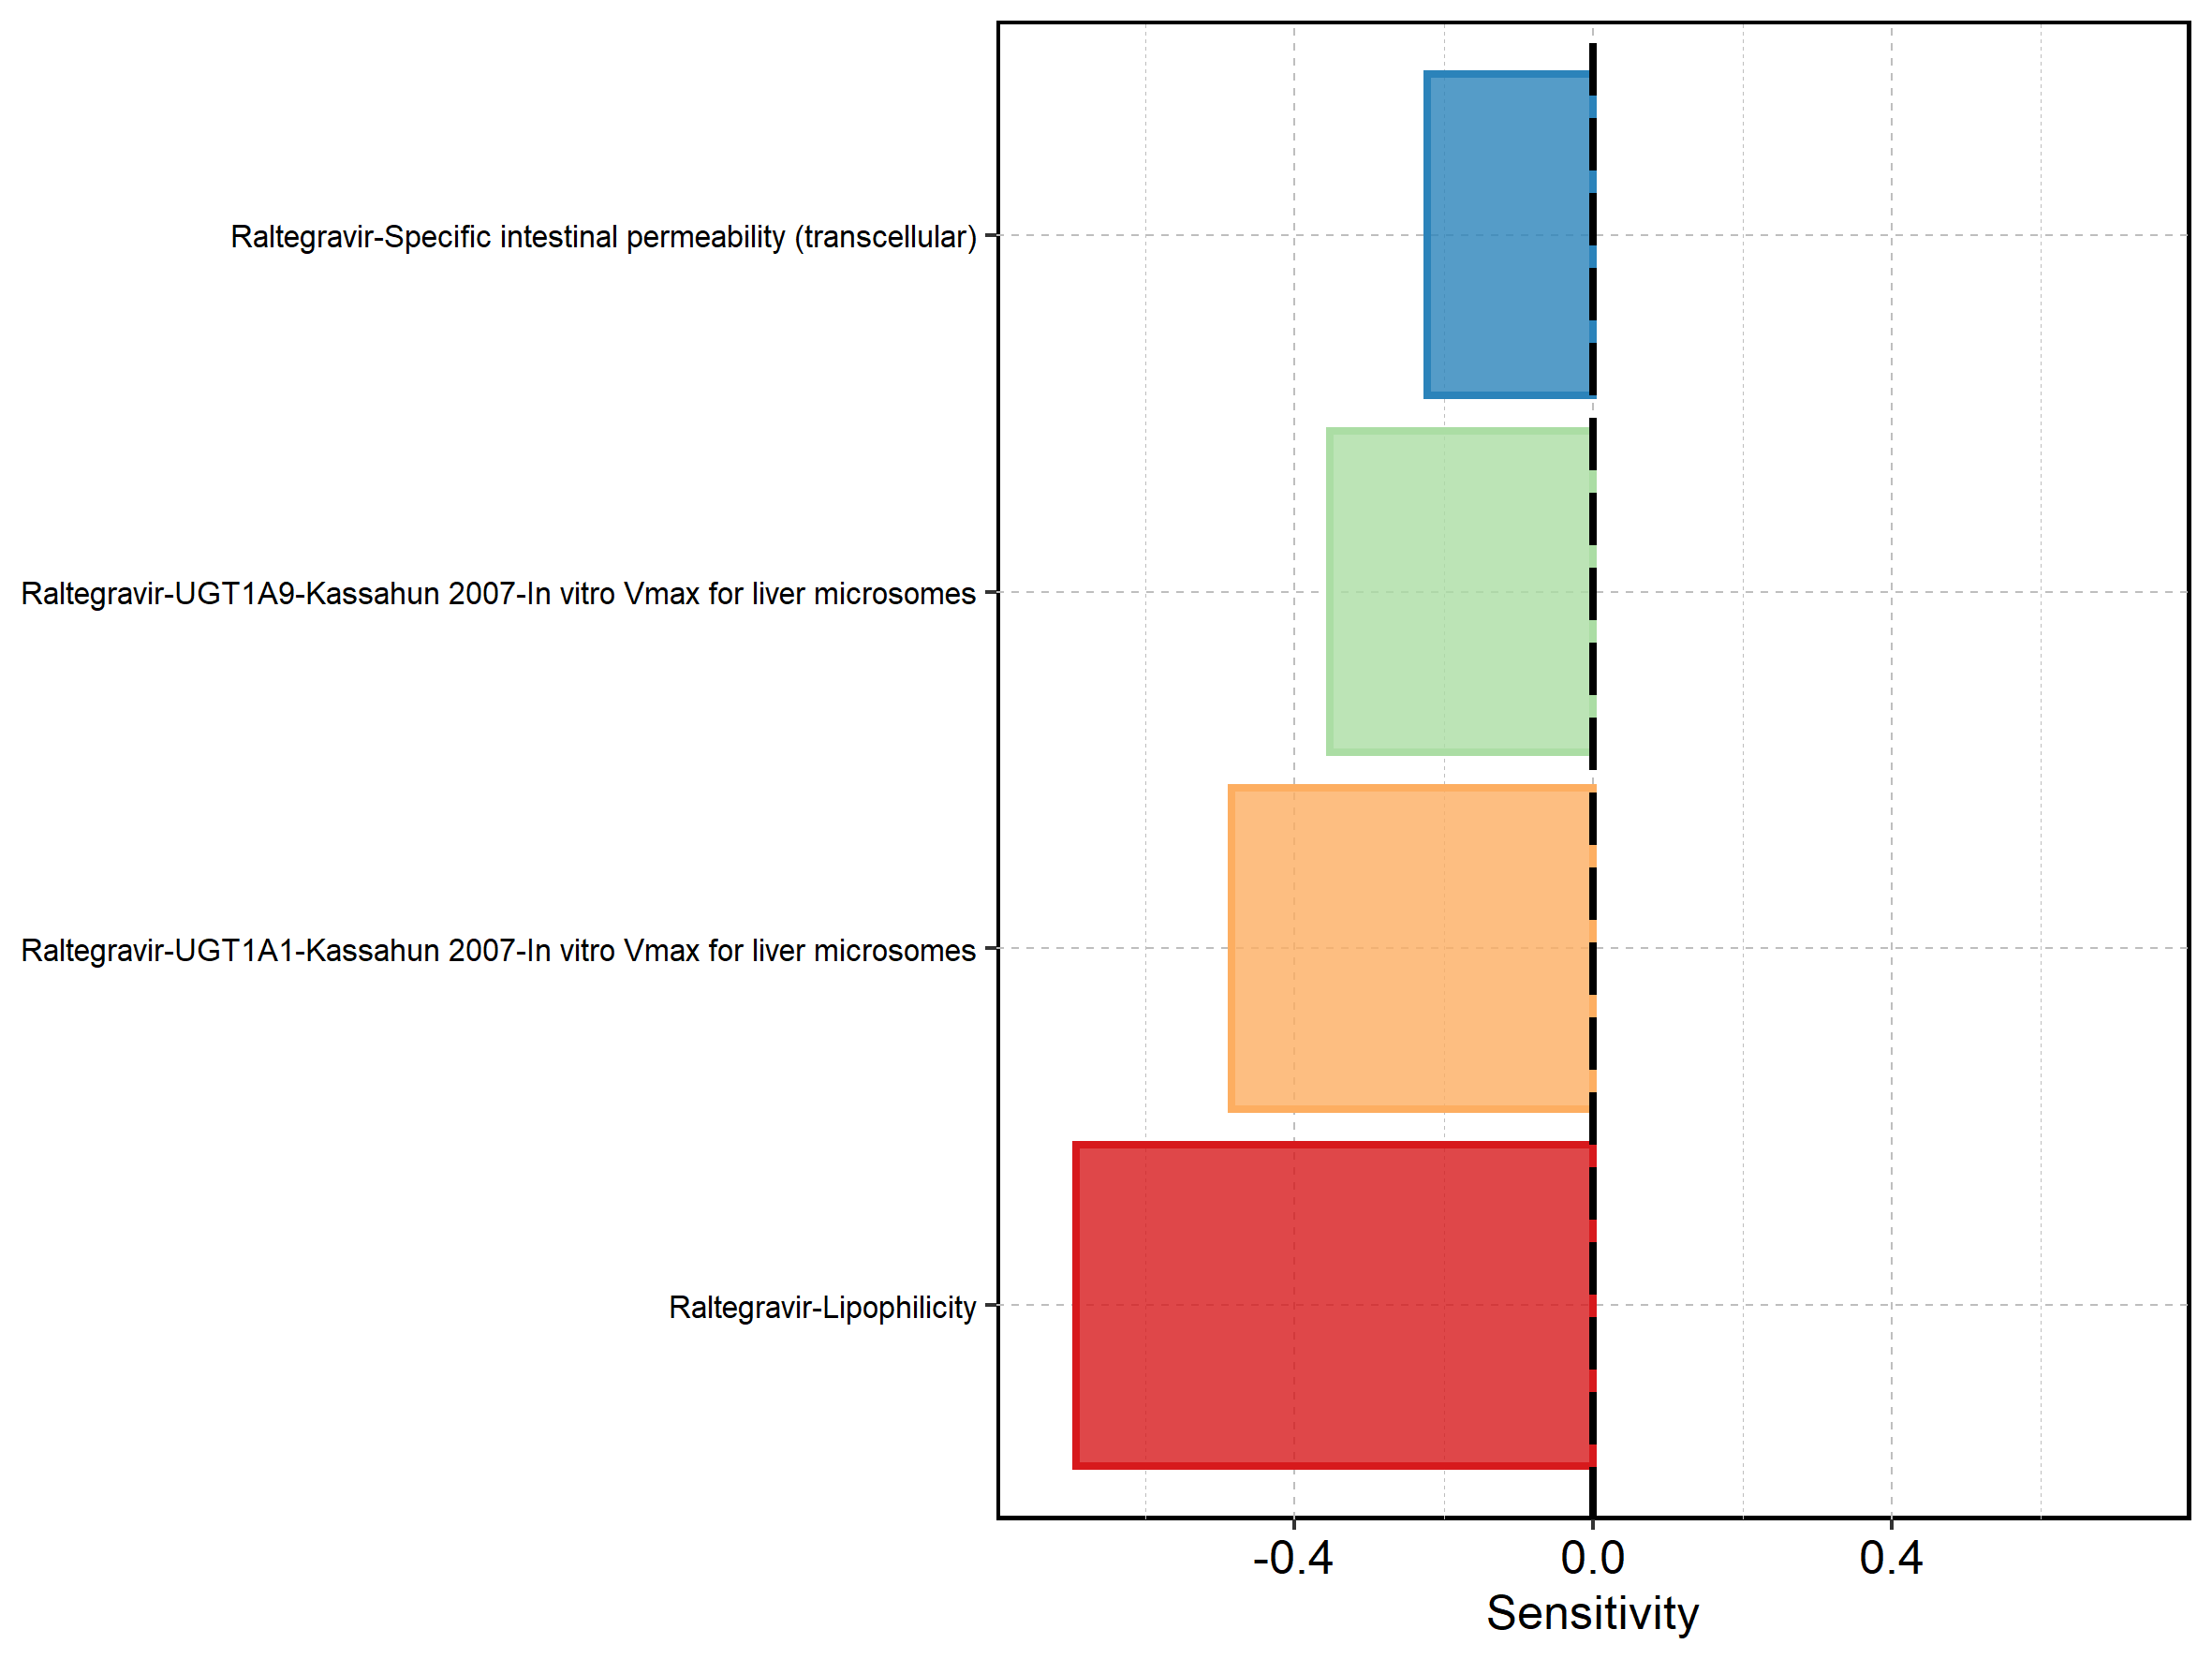 Raltegravir-Specific intestinal permeability (transcellular)
Raltegravir-UGT1A9-Kassahun 2007-In vitro Vmax for liver microsomes
Raltegravir-UGT1A1-Kassahun 2007-In vitro Vmax for liver microsomes
Raltegravir-Lipophilicity
-0.4 0.0 0.4
Sensitivity